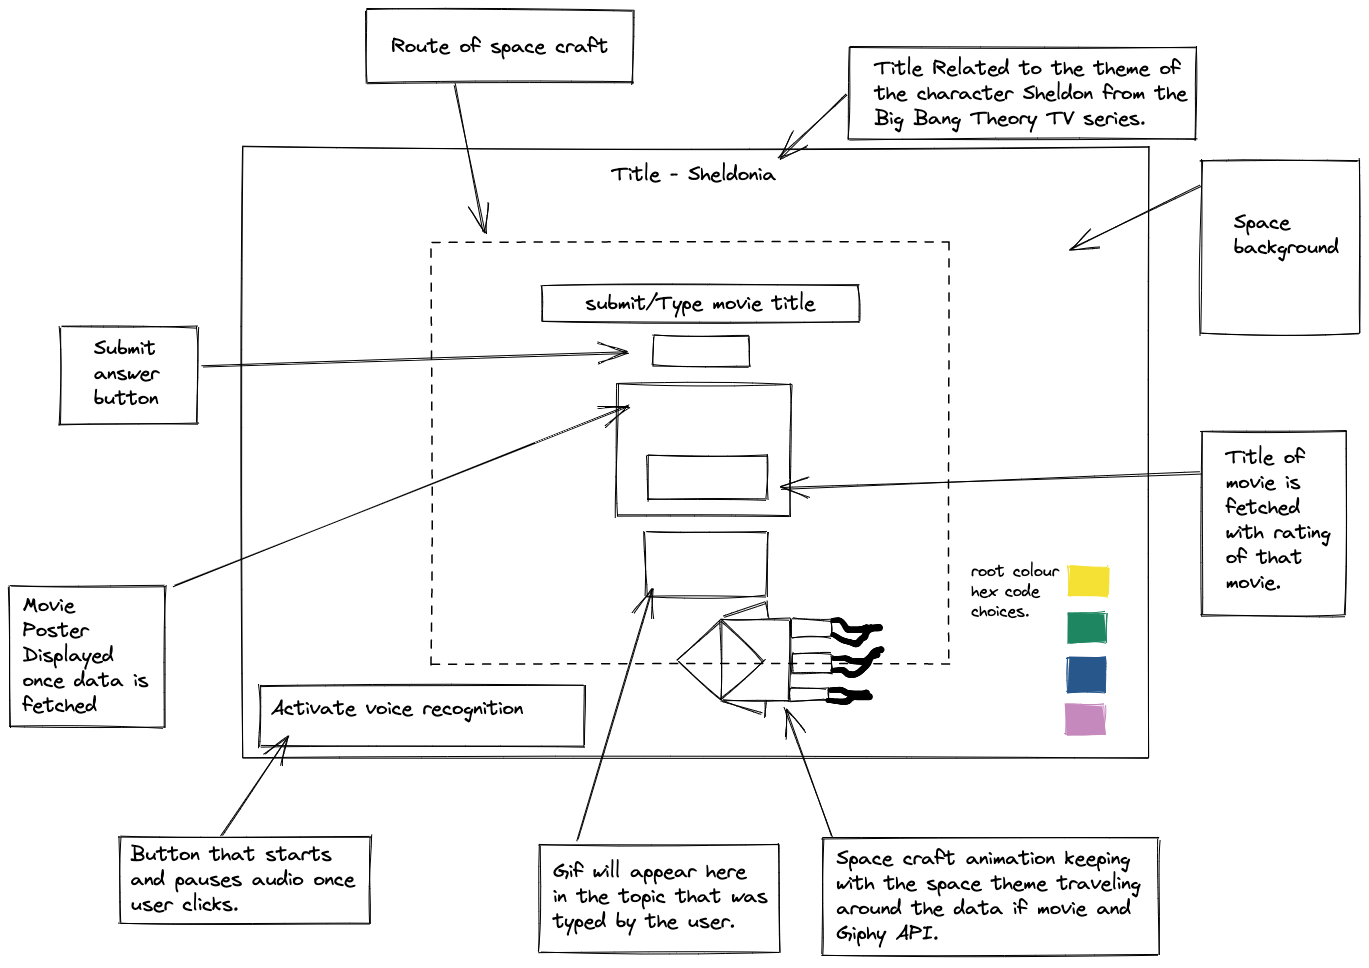 Route of space craft
Title Related to the theme of
the character Sheldon from the
Big Bang Theory TV series.
Title - Sheldonia
Space
background
submit/Type movie title
Submit
answer
button
Title of
movie is
fetched
with rating
of that
movie.
root colour
hex code
choices.
Movie
Poster
Displayed
once data is
fetched
Activate voice recognition
Button that starts
and pauses audio once
user clicks.
Gif will appear here
in the topic that was
typed by the user.
Space craft animation keeping
with the space theme traveling
around the data if movie and
Giphy API.